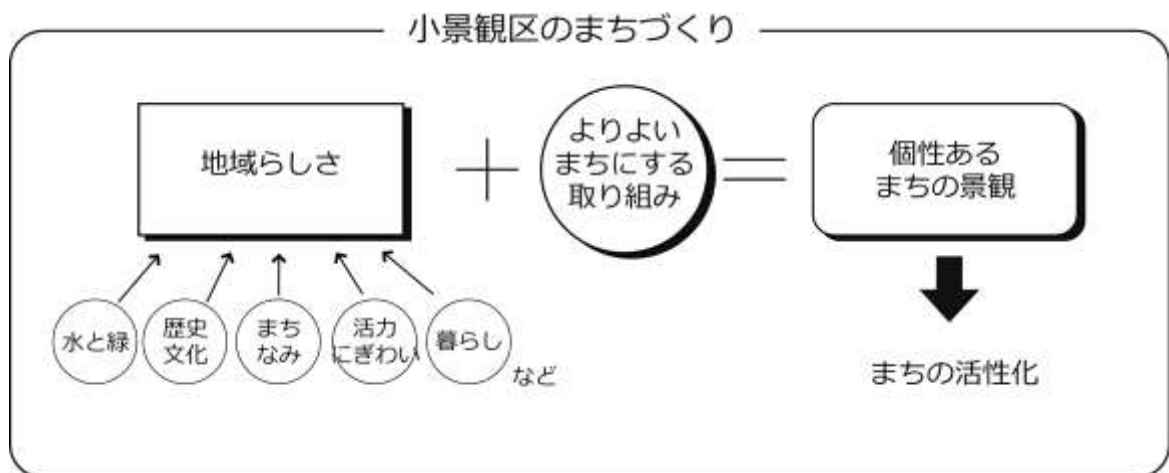 小景観区のまちづくり
地域らしさ
＋
よりよい
まちにする
取り組み
＝
個性ある
まちの景観
水と緑
歴史
文化
まち
なみ
活力
にぎわい
暮らし
など
まちの活性化